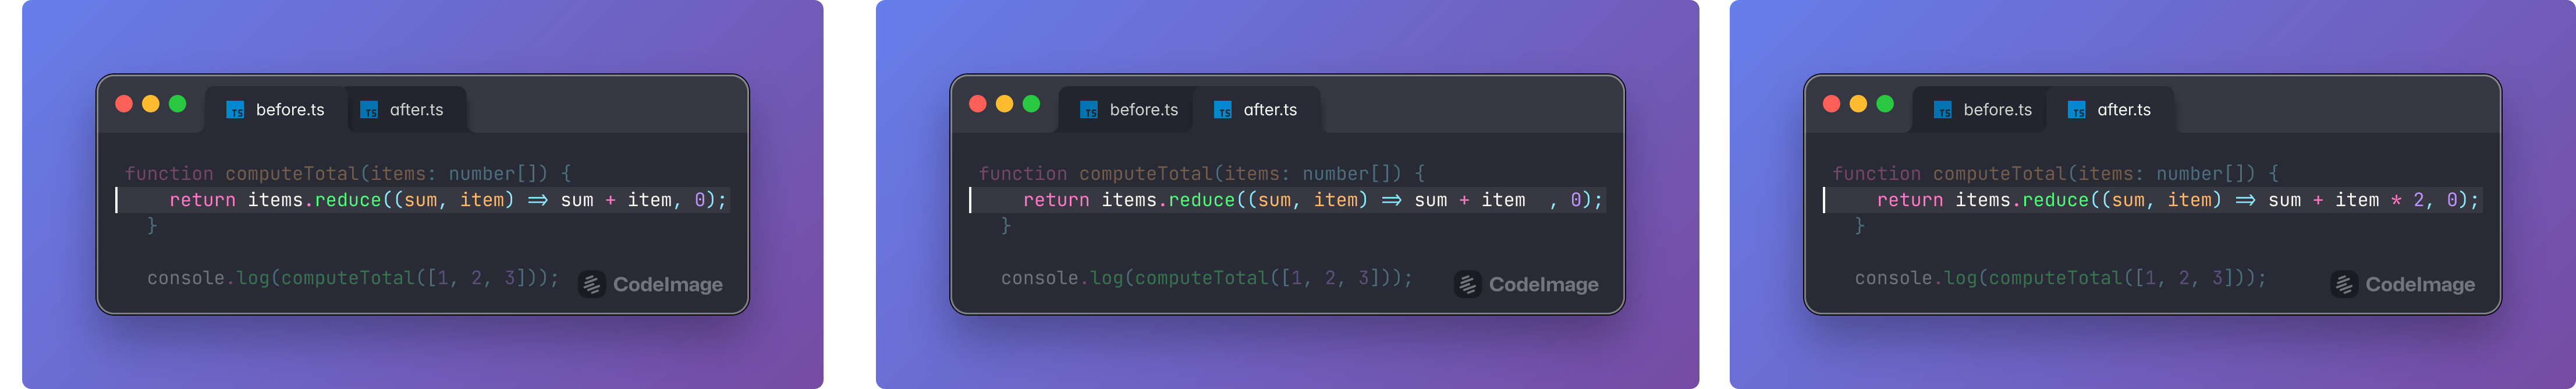 before.ts after.ts
function computeTotal(items: number[]) {
return items.reduce((sum, item) => sum + item, 0);
}
console.log(computeTotal([1, 2, 3]));
CodeImage
before.ts after.ts
function computeTotal(items: number[]) {
return items.reduce((sum, item) => sum + item  , 0);
}
console.log(computeTotal([1, 2, 3]));
CodeImage
before.ts after.ts
function computeTotal(items: number[]) {
return items.reduce((sum, item) => sum + item * 2, 0);
}
console.log(computeTotal([1, 2, 3]));
CodeImage